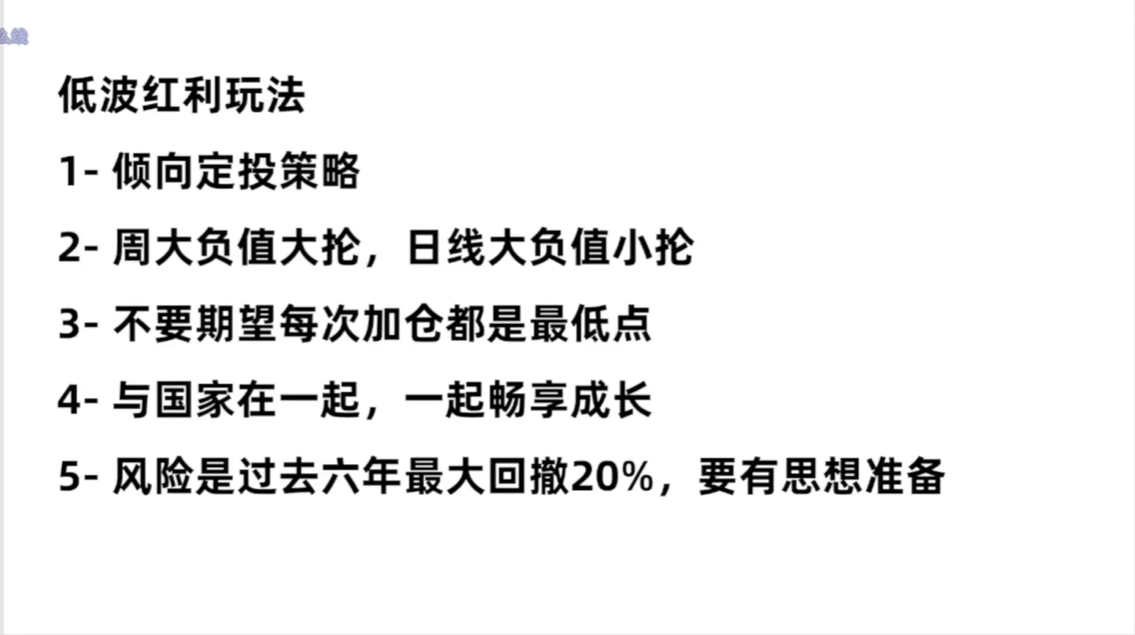 么线
低波红利玩法
1- 倾向定投策略
2- 周大负值大抡，日线大负值小抡
3- 不要期望每次加仓都是最低点
4- 与国家在一起，一起畅享成长
5- 风险是过去六年最大回撤20%，要有思想准备